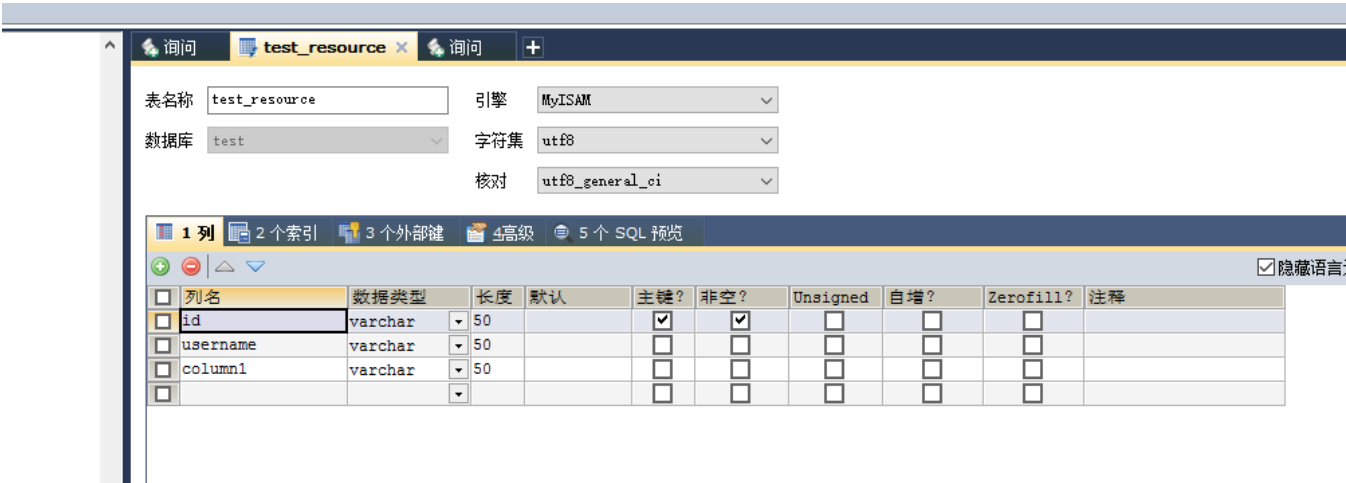 询问 test_resource 询问
表名称 test_resource 引擎 MyISAM
数据库 test 字符集 utf8
核对 utf8_general_ci
1 列 2 个索引 3 个外部键 4高级 5 个 SQL 预览
隐藏语言
列名 数据类型 长度 默认 主键? 非空? Unsigned 自增? Zerofill? 注释
id varchar 50
username varchar 50
column1 varchar 50